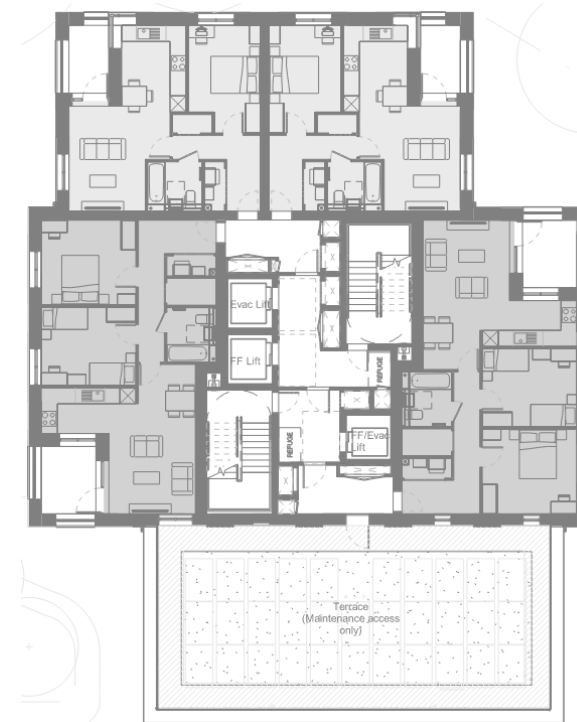 Evac Lift
FF Lift
REFUGE
FF/Evac
Lift
REFUGE
Terrace
(Maintenance access
only)